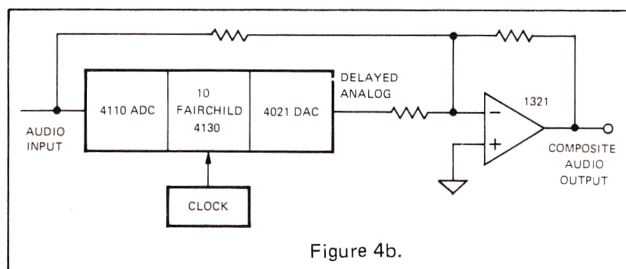 DELAYED
ANALOG
4110 ADC
10
FAIRCHILD
4130
4021 DAC
1321
−
+
AUDIO
INPUT
COMPOSITE
AUDIO
OUTPUT
CLOCK
Figure 4b.